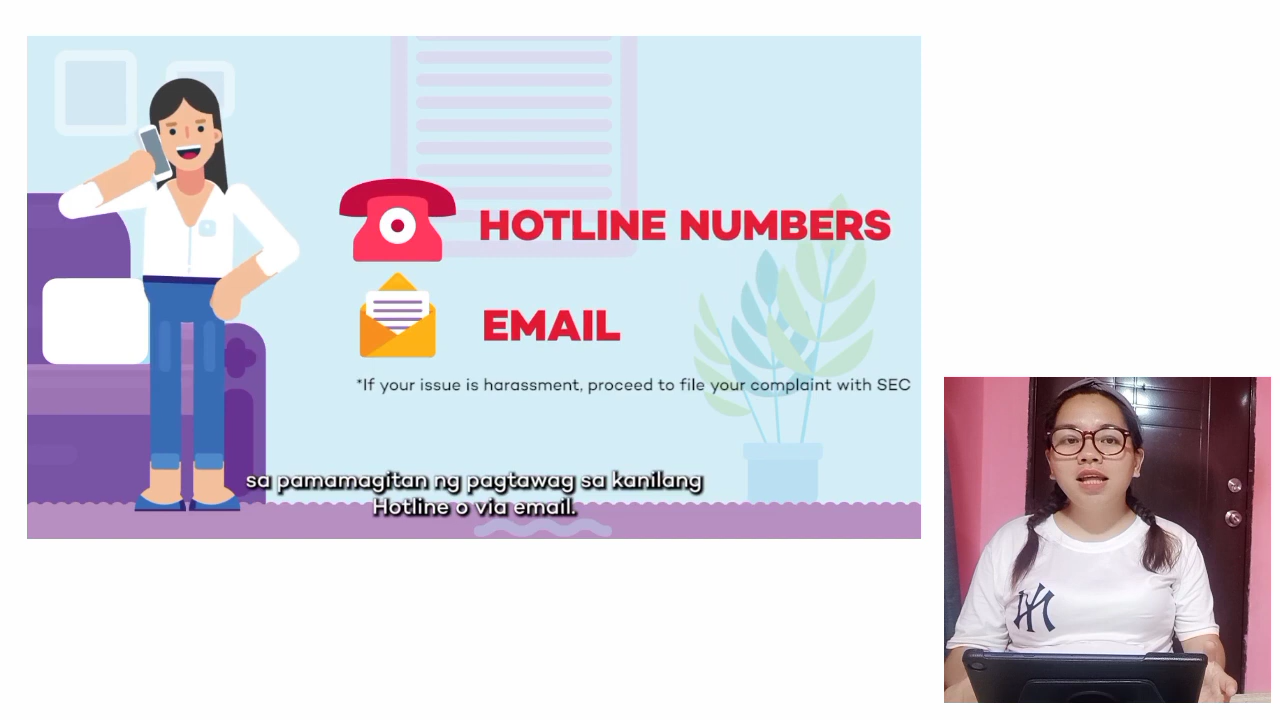 HOTLINE NUMBERS
EMAIL
*If your issue is harassment, proceed to file your complaint with SEC
sa pamamagitan ng pagtawag sa kanilang
Hotline o via email.